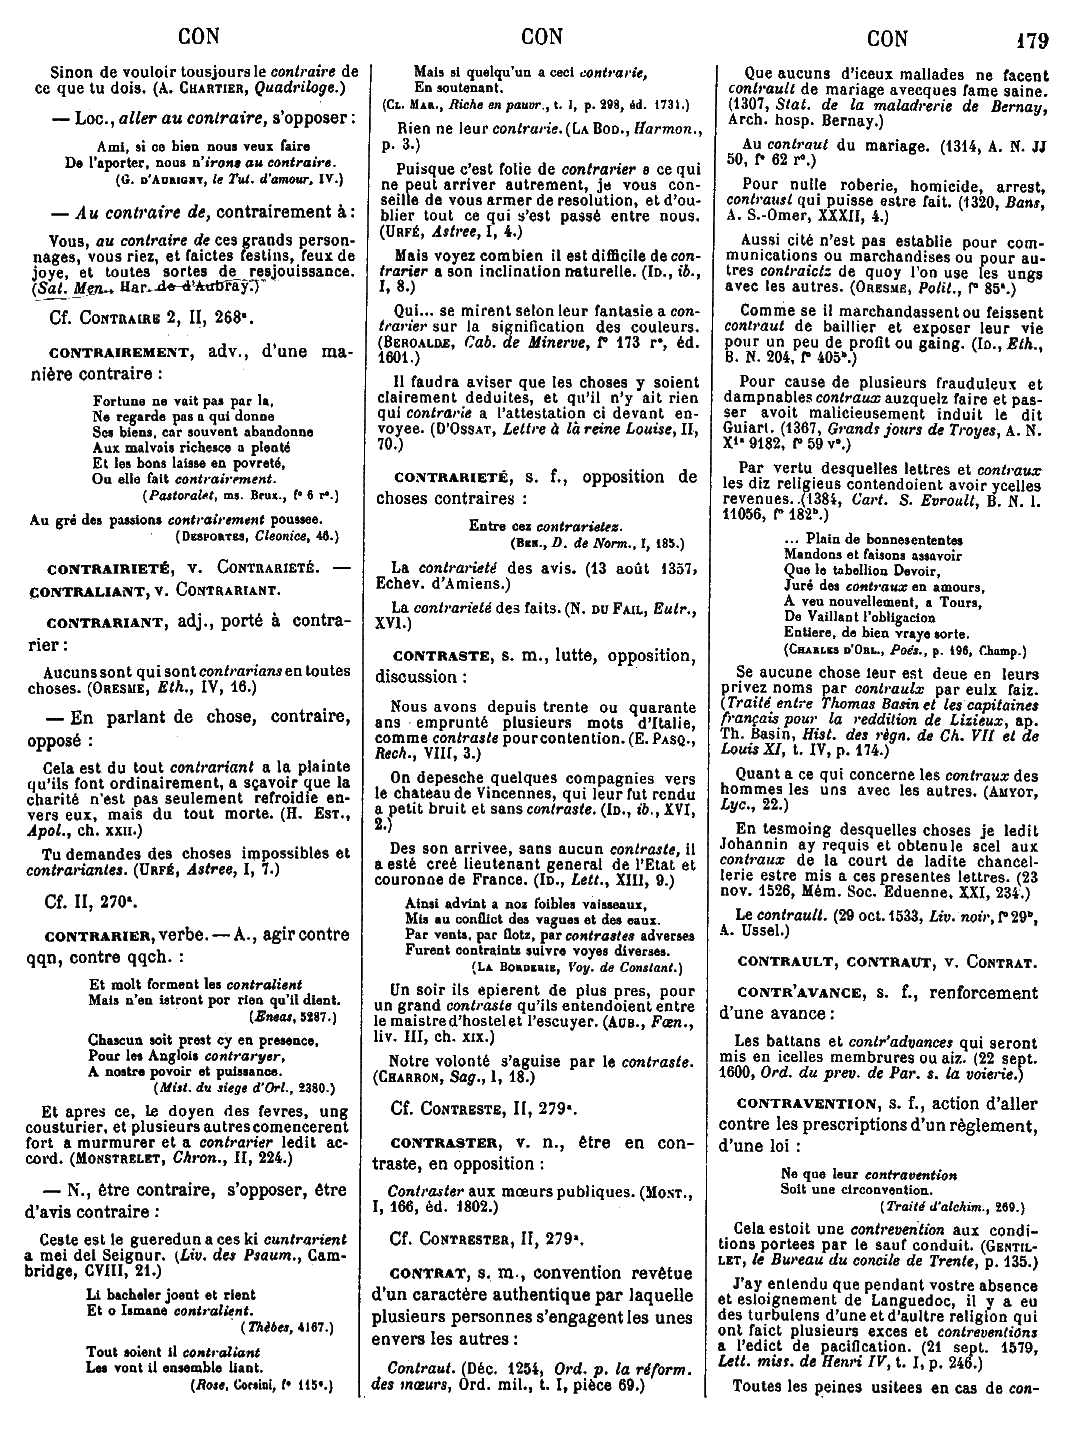 CON
CON
CON 179
Sinon de vouloir tousjours le contraire de
ce que tu dois. (A. CHARTIER, Quadriloge.)
— Loc., aller au contraire, s'opposer :
Ami, si ce bien nous veux faire
De l'aporter, nous n'irons au contraire.
(G. D'AURIGNY, le Tut. d'amour, IV.)
— Au contraire de, contrairement à :
Vous, au contraire de ces grands person-
nages, vous riez, et faictes festins, feux de
joye, et toutes sortes de resjouissance.
(Sat. Men., Har. de d'Aubray.)
Cf. CONTRAIRE 2, II, 268ª.
CONTRAIREMENT, adv., d'une ma-
nière contraire :
Fortune ne vait pas par la,
Ne regarde pas a qui donne
Ses biens, car souvent abandonne
Aux malvais richesce a plenté
Et les bons laisse en povreté,
Ou elle fait contrairement.
(Pastoralet, ms. Brux., fº 6 rº.)
Au gré des passions contrairement poussee.
(DESPORTES, Cleonice, 46.)
CONTRAIRIETÉ, v. CONTRARIETÉ. —
CONTRALIANT, v. CONTRARIANT.
CONTRARIANT, adj., porté à contra-
rier :
Aucuns sont qui sont contrarians en toutes
choses. (ORESME, Eth., IV, 16.)
— En parlant de chose, contraire,
opposé :
Cela est du tout contrariant a la plainte
qu'ils font ordinairement, a sçavoir que la
charité n'est pas seulement refroidie en-
vers eux, mais du tout morte. (H. EST.,
Apol., ch. XXII.)
Tu demandes des choses impossibles et
contrariantes. (URFÉ, Astree, I, 7.)
Cf. II, 270ª.
CONTRARIER, verbe. — A., agir contre
qqn, contre qqch. :
Et molt forment les contralient
Mais n'en istront por rien qu'il dient.
(Eneas, 5287.)
Chascun soit prest cy en presence,
Pour les Anglois contraryer,
A nostre povoir et puissance.
(Mist. du siege d'Orl., 2380.)
Et apres ce, le doyen des fevres, ung
cousturier, et plusieurs autres comencerent
fort a murmurer et a contrarier ledit ac-
cord. (MONSTRELET, Chron., II, 224.)
— N., être contraire, s'opposer, être
d'avis contraire :
Ceste est le gueredun a ces ki cuntrarient
a mei del Seignur. (Liv. des Psaum., Cam-
bridge, CVIII, 21.)
Li bacheler joent et rient
Et o Ismane contralient.
(Thèbes, 4167.)
Tout soient il contraliant
Les vont il ensemble liant.
(Rose, Corsini, fº 115ª.)
Mais si quelqu'un a ceci contrarie,
En soutenant.
(CL. MAR., Riche en pauvr., t. I, p. 298, éd. 1731.)
Rien ne leur contrarie. (LA BOD., Harmon.,
p. 3.)
Puisque c'est folie de contrarier a ce qui
ne peut arriver autrement, je vous con-
seille de vous armer de resolution, et d'ou-
blier tout ce qui s'est passé entre nous.
(URFÉ, Astree, I, 4.)
Mais voyez combien il est difficile de con-
trarier a son inclination naturelle. (ID., ib.,
I, 8.)
Qui... se mirent selon leur fantasie a con-
trarier sur la signification des couleurs.
(BEROALDE, Cab. de Minerve, fº 173 rº, éd.
1601.)
Il faudra aviser que les choses y soient
clairement deduites, et qu'il n'y ait rien
qui contrarie a l'attestation ci devant en-
voyee. (D'OSSAT, Lettre à la reine Louise, II,
70.)
CONTRARIETÉ, s. f., opposition de
choses contraires :
Entre cez contrarietez.
(BEN., D. de Norm., I, 185.)
La contrarieté des avis. (13 août 1357,
Echev. d'Amiens.)
La contrarieté des faits. (N. DU FAIL, Eutr.,
XVI.)
CONTRASTE, s. m., lutte, opposition,
discussion :
Nous avons depuis trente ou quarante
ans emprunté plusieurs mots d'Italie,
comme contraste pour contention. (E. PASQ.,
Rech., VIII, 3.)
On depesche quelques compagnies vers
le chateau de Vincennes, qui leur fut rendu
a petit bruit et sans contraste. (ID., ib., XVI,
2.)
Des son arrivee, sans aucun contraste, il
a esté creé lieutenant general de l'Etat et
couronne de France. (ID., Lett., XIII, 9.)
Ainsi advint a noz foibles vaisseaux,
Mis au conflict des vagues et des eaux.
Par vents, par flotz, par contrastes adverses
Furent contraints suivre voyes diverses.
(LA BORDERIE, Voy. de Constant.)
Un soir ils epierent de plus pres, pour
un grand contraste qu'ils entendoient entre
le maistre d'hostel et l'escuyer. (AUB., Fœn.,
liv. III, ch. XIX.)
Notre volonté s'aguise par le contraste.
(CHARRON, Sag., I, 18.)
Cf. CONTRESTE, II, 279ª.
CONTRASTER, v. n., être en con-
traste, en opposition :
Contraster aux mœurs publiques. (MONT.,
I, 166, éd. 1802.)
Cf. CONTRESTER, II, 279ª.
CONTRAT, s. m., convention revêtue
d'un caractère authentique par laquelle
plusieurs personnes s'engagent les unes
envers les autres :
Contraut. (Déc. 1254, Ord. p. la réform.
des mœurs, Ord. mil., t. I, pièce 69.)
Que aucuns d'iceux mallades ne facent
contrault de mariage avecques fame saine.
(1307, Stat. de la maladrerie de Bernay,
Arch. hosp. Bernay.)
Au contraut du mariage. (1314, A. N. JJ
50, fº 62 rº.)
Pour nulle roberie, homicide, arrest,
contraust qui puisse estre fait. (1320, Bans,
A. S.-Omer, XXXII, 4.)
Aussi cité n'est pas establie pour com-
munications ou marchandises ou pour au-
tres contraictz de quoy l'on use les ungs
avec les autres. (ORESME, Polit., fº 85ª.)
Comme se il marchandassent ou feissent
contraut de baillier et exposer leur vie
pour un peu de profit ou gaing. (ID., Eth.,
B. N. 204, fº 405ᵇ.)
Pour cause de plusieurs frauduleux et
dampnables contraux auzquelz faire et pas-
ser avoit malicieusement induit le dit
Guiart. (1367, Grands jours de Troyes, A. N.
X¹ª 9182, fº 59 vº.)
Par vertu desquelles lettres et contraux
les diz religieus contendoient avoir ycelles
revenues. (1384, Cart. S. Evroult, B. N. l.
11056, fº 182ᵇ.)
... Plain de bonnes ententes
Mandons et faisons assavoir
Que le tabellion Devoir,
Juré des contraux en amours,
A veu nouvellement, a Tours,
De Vaillant l'obligacion
Entiere, de bien vraye sorte.
(CHARLES D'ORL., Poés., p. 196, Champ.)
Se aucune chose leur est deue en leurs
privez noms par contraulx par eulx faiz.
(Traité entre Thomas Basin et les capitaines
français pour la reddition de Lizieux, ap.
Th. Basin, Hist. des règn. de Ch. VII et de
Louis XI, t. IV, p. 174.)
Quant a ce qui concerne les contraux des
hommes les uns avec les autres. (AMYOT,
Lyc., 22.)
En tesmoing desquelles choses je ledit
Johannin ay requis et obtenu le scel aux
contraux de la court de ladite chancel-
lerie estre mis a ces presentes lettres. (23
nov. 1526, Mém. Soc. Eduenne, XXI, 234.)
Le contrault. (29 oct. 1533, Liv. noir, fº 29ᵇ,
A. Ussel.)
CONTRAULT, CONTRAUT, v. CONTRAT.
CONTR'AVANCE, s. f., renforcement
d'une avance :
Les battans et contr'advances qui seront
mis en icelles membrures ou aiz. (22 sept.
1600, Ord. du prev. de Par. s. la voierie.)
CONTRAVENTION, s. f., action d'aller
contre les prescriptions d'un règlement,
d'une loi :
Ne que leur contravention
Soit une circonvention.
(Traité d'alchim., 269.)
Cela estoit une contrevention aux condi-
tions portees par le sauf conduit. (GENTIL-
LET, le Bureau du concile de Trente, p. 135.)
J'ay entendu que pendant vostre absence
et esloignement de Languedoc, il y a eu
des turbulens d'une et d'aultre religion qui
ont faict plusieurs exces et contreventions
a l'edict de pacification. (21 sept. 1579,
Lett. miss. de Henri IV, t. I, p. 246.)
Toutes les peines usitees en cas de con-